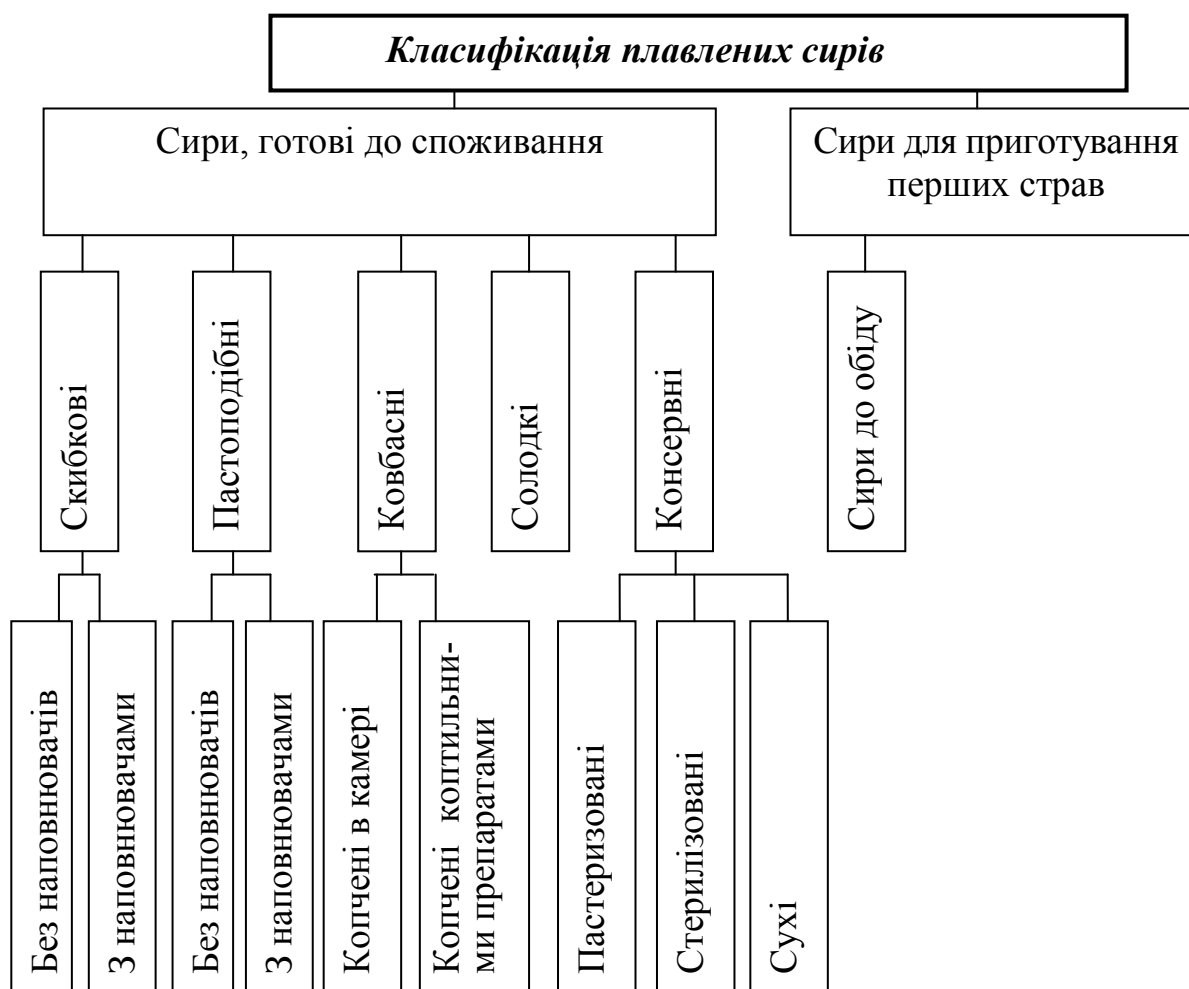 Класифікація плавлених сирів
Сири, готові до споживання
Сири для приготування
перших страв
Скибкові
Пастоподібні
Ковбасні
Солодкі
Консервні
Сири до обіду
Без наповнювачів
З наповнювачами
Без наповнювачів
З наповнювачами
Копчені в камері
Копчені коптильни-
ми препаратами
Пастеризовані
Стерилізовані
Сухі